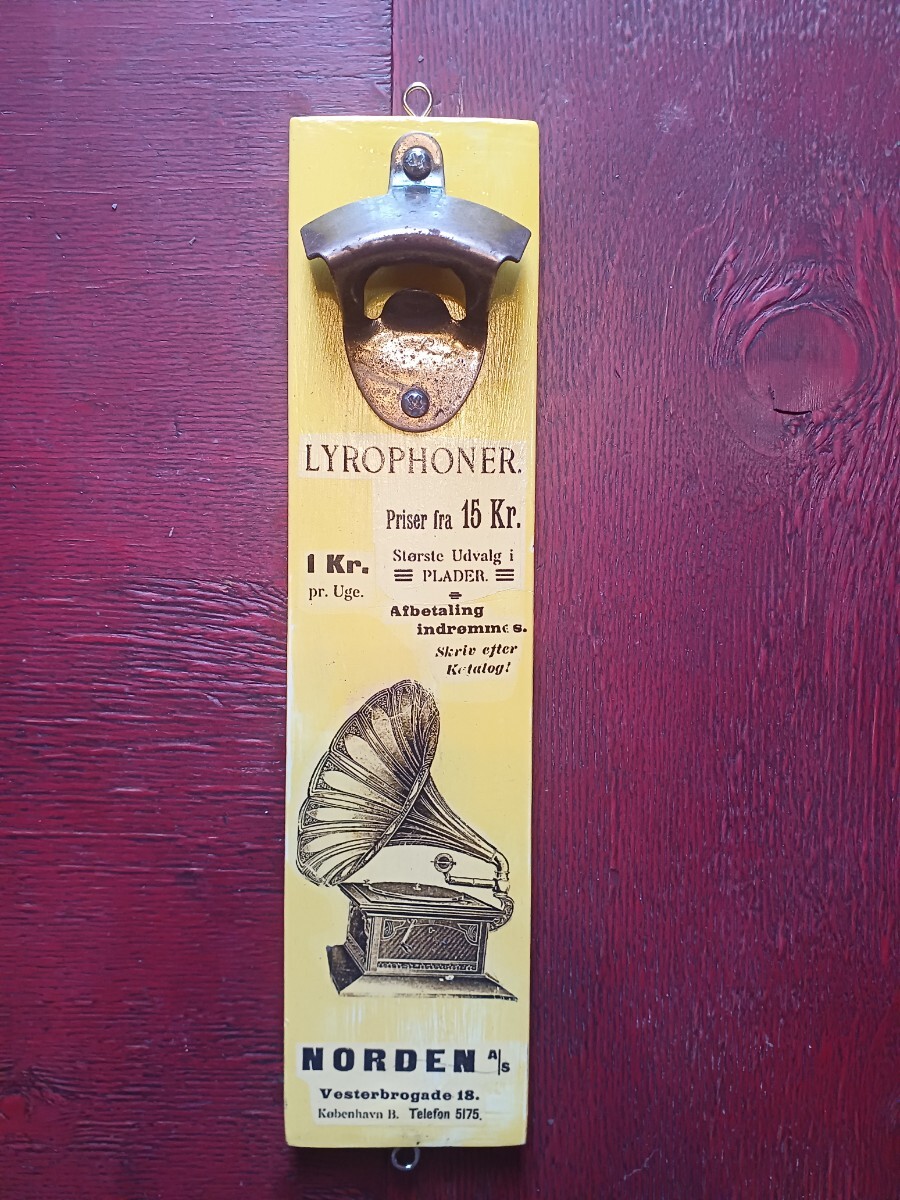 LYROPHONER.
Priser fra 15 Kr.
1 Kr.
pr. Uge.
Største Udvalg i
PLADER.
Afbetaling
indrømmes.
Skriv efter
Katalog!
NORDEN A/S
Vesterbrogade 18.
København B. Telefon 5175.